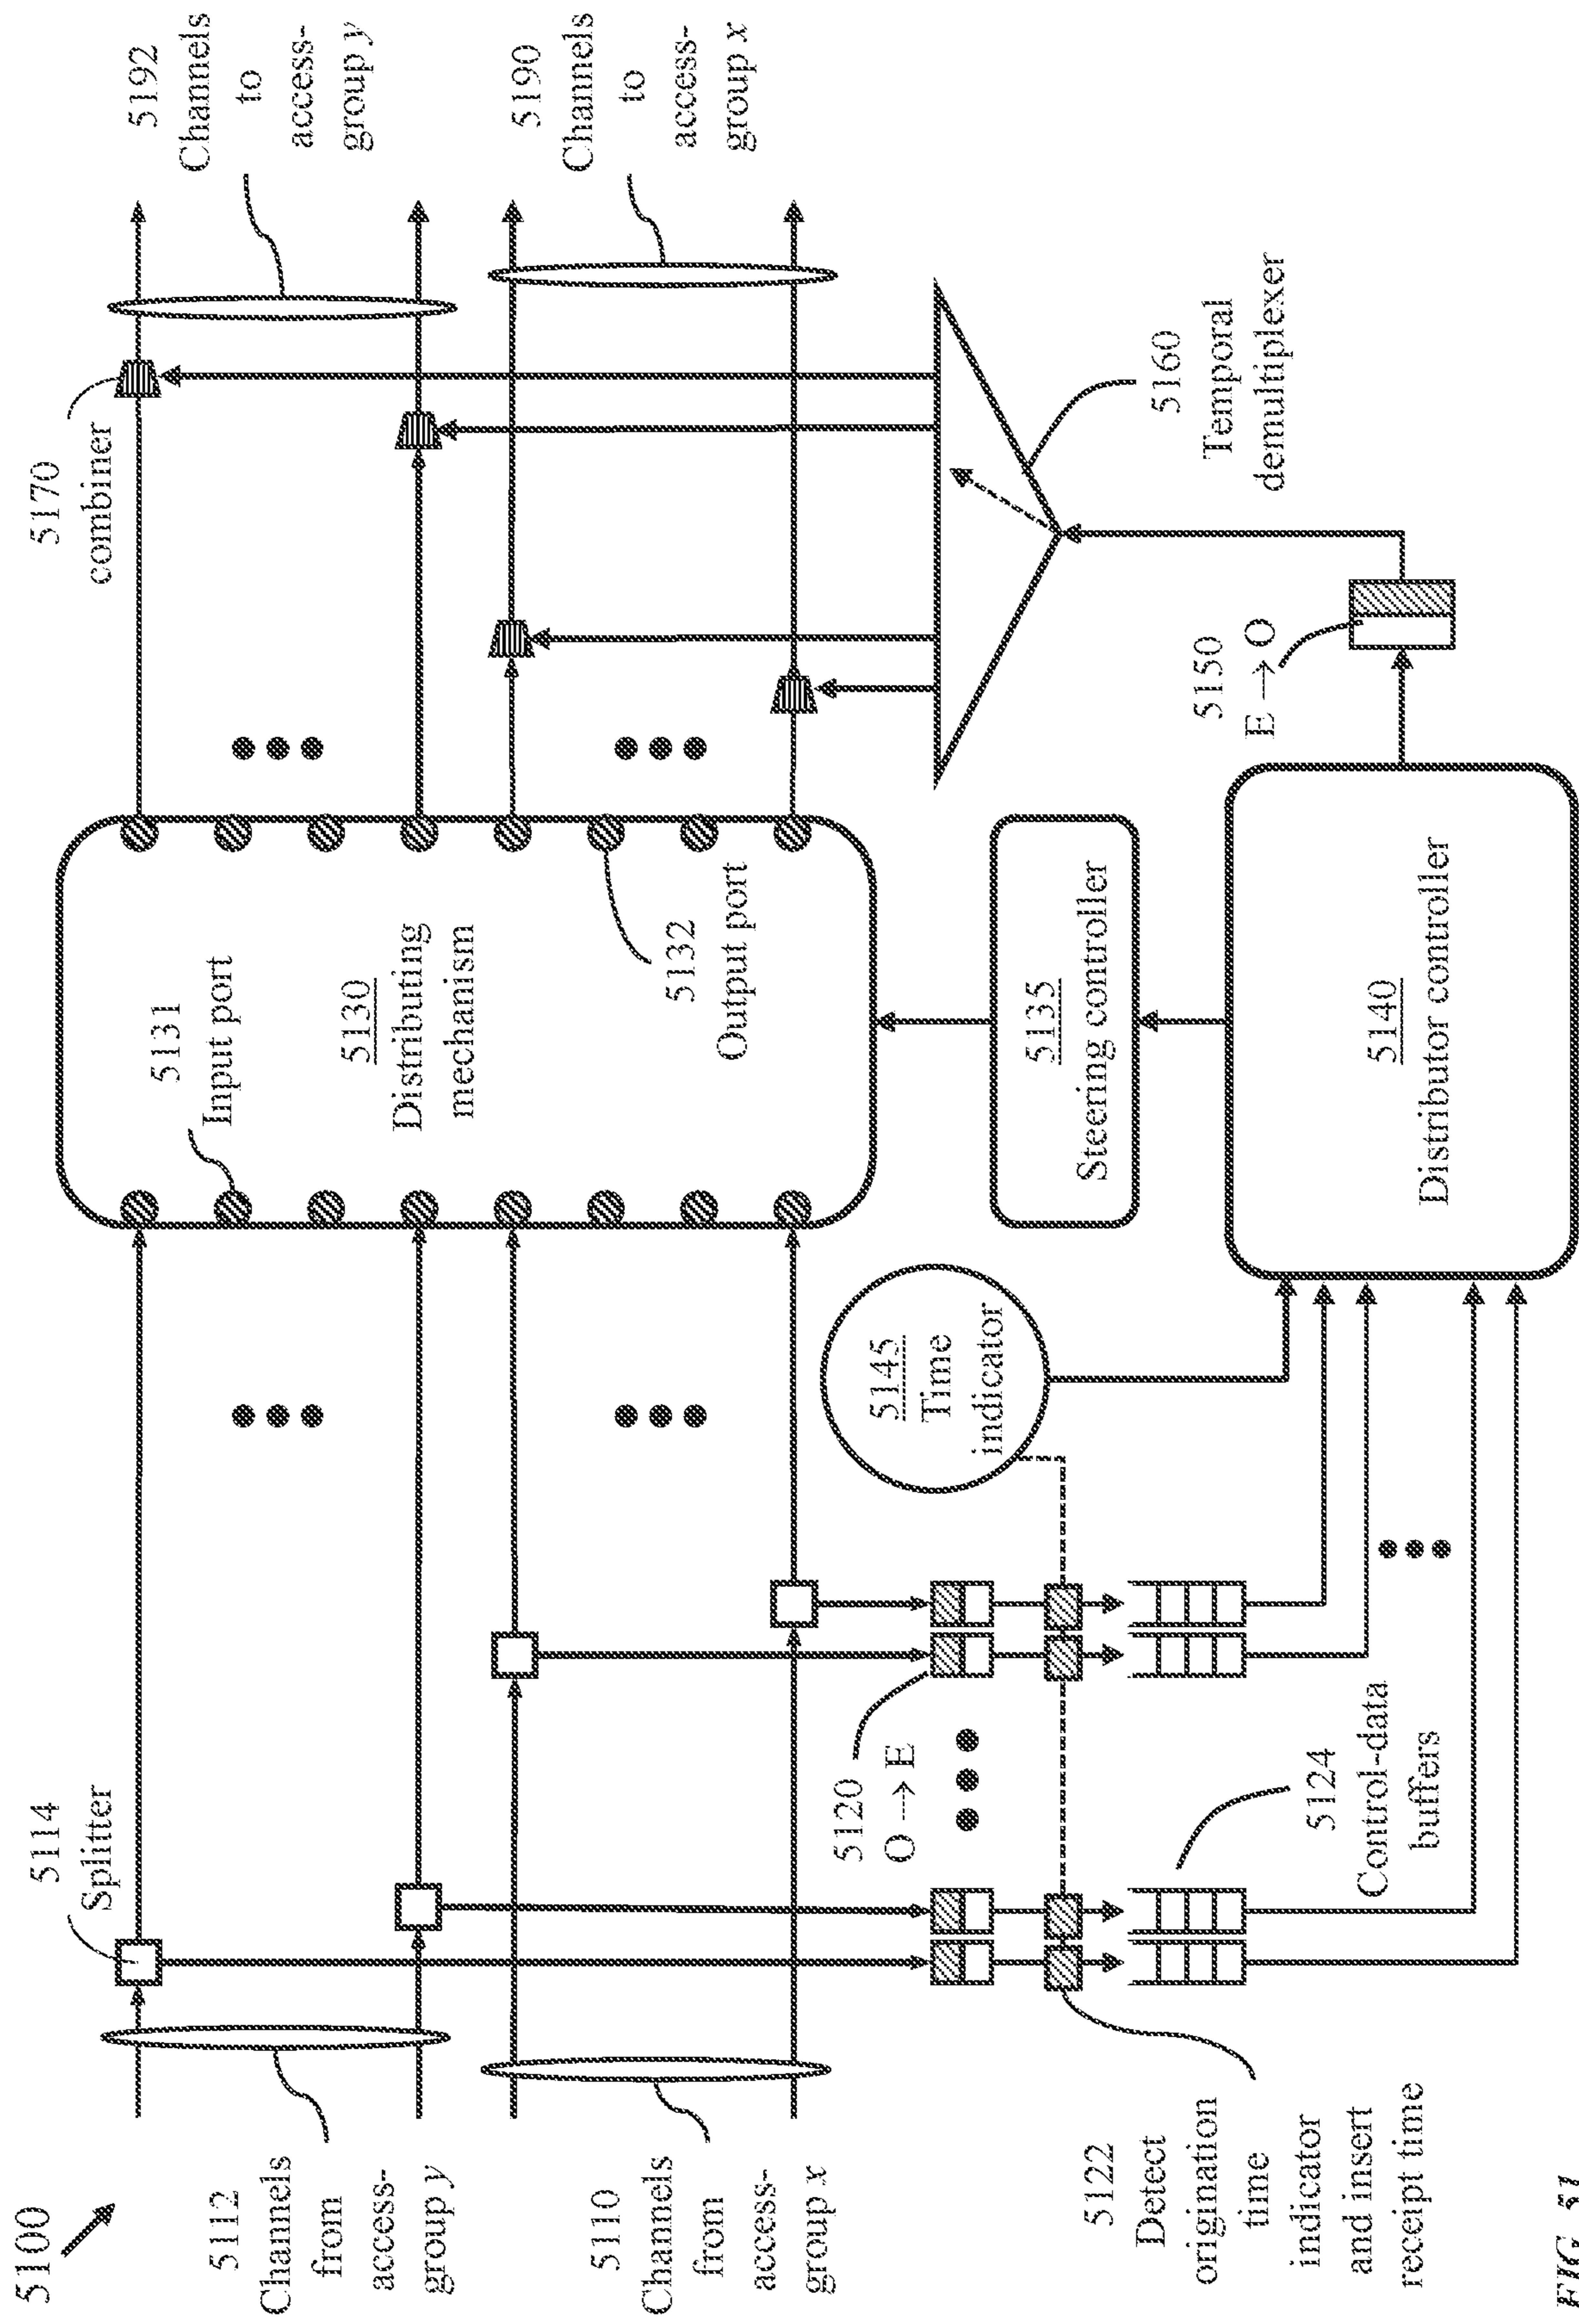 5100
5112
Channels
from
access-
group y
5110
Channels
from
access-
group x
5114
Splitter
5120
O → E
5122
Detect
origination
time
indicator
and insert
receipt time
5124
Control-data
buffers
5145
Time
indicator
5131
Input port
5130
Distributing
mechanism
5132
Output port
5135
Steering controller
5140
Distributor controller
5150
E → O
5160
Temporal
demultiplexer
5170
combiner
5192
Channels
to
access-
group y
5190
Channels
to
access-
group x
FIG. 51